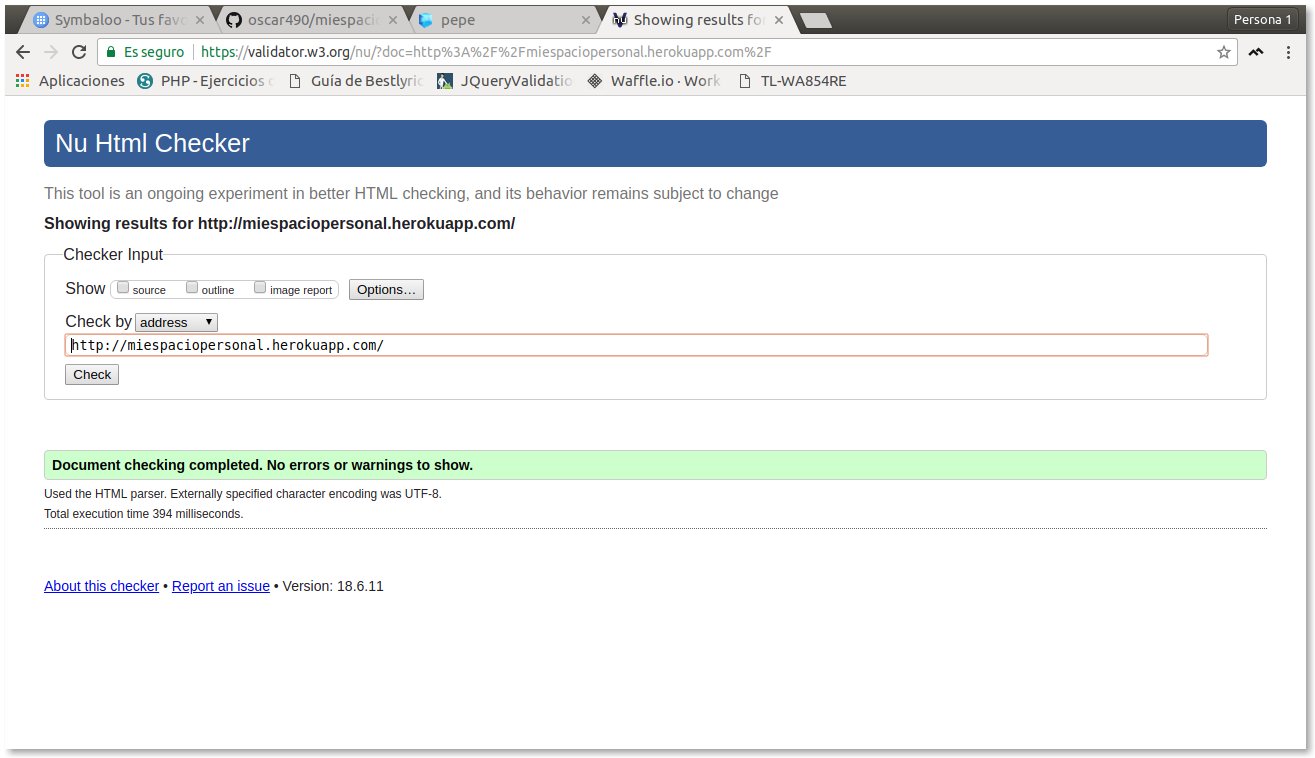 Symbaloo - Tus favo
oscar490/miespacio
pepe
Showing results for
Persona 1
Es seguro
https://validator.w3.org/nu/?doc=http%3A%2F%2Fmiespaciopersonal.herokuapp.com%2F
Aplicaciones
PHP - Ejercicios c
Guía de Bestlyric
JQueryValidatio
Waffle.io · Work
TL-WA854RE
Nu Html Checker
This tool is an ongoing experiment in better HTML checking, and its behavior remains subject to change
Showing results for http://miespaciopersonal.herokuapp.com/
Checker Input
Show source outline image report Options…
Check by address
http://miespaciopersonal.herokuapp.com/
Check
Document checking completed. No errors or warnings to show.
Used the HTML parser. Externally specified character encoding was UTF-8.
Total execution time 394 milliseconds.
About this checker • Report an issue • Version: 18.6.11